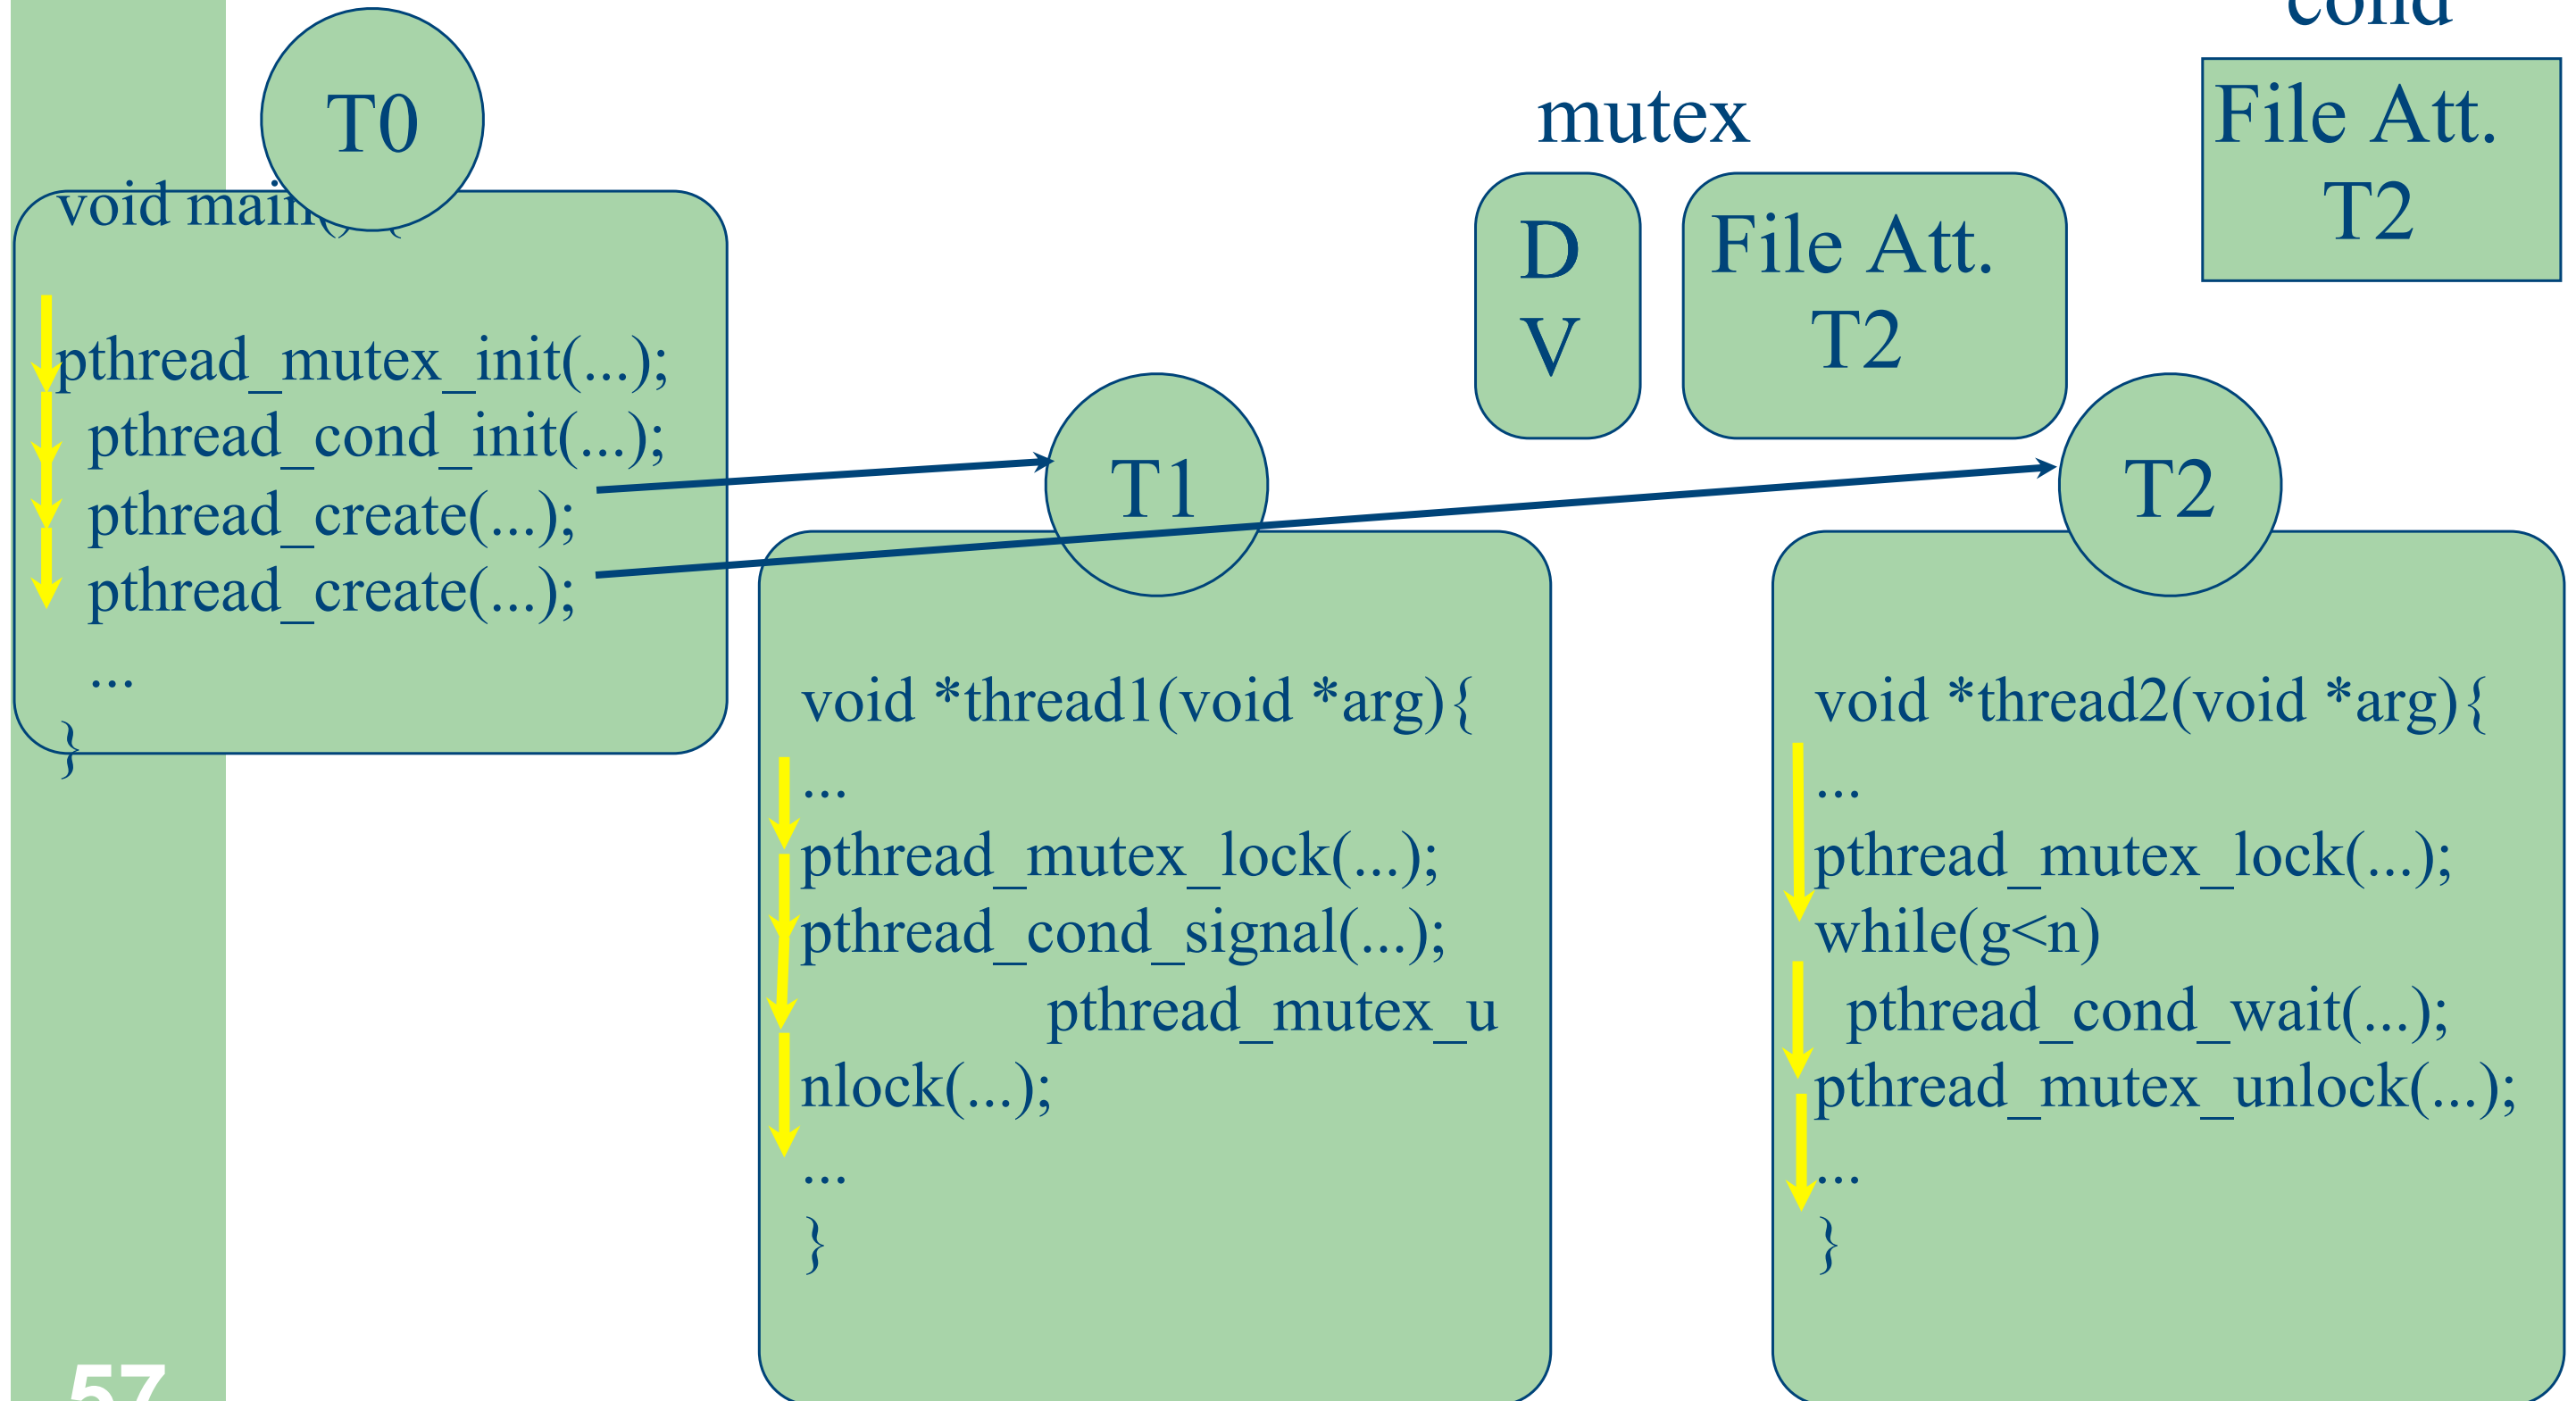 cond
T0
mutex
File Att.
T2
D
V
File Att.
T2
void main() {
pthread_mutex_init(...);
pthread_cond_init(...);
pthread_create(...);
pthread_create(...);
...
}
T1
void *thread1(void *arg){
...
pthread_mutex_lock(...);
pthread_cond_signal(...);
pthread_mutex_u
nlock(...);
...
}
T2
void *thread2(void *arg){
...
pthread_mutex_lock(...);
while(g<n)
pthread_cond_wait(...);
pthread_mutex_unlock(...);
...
}
57